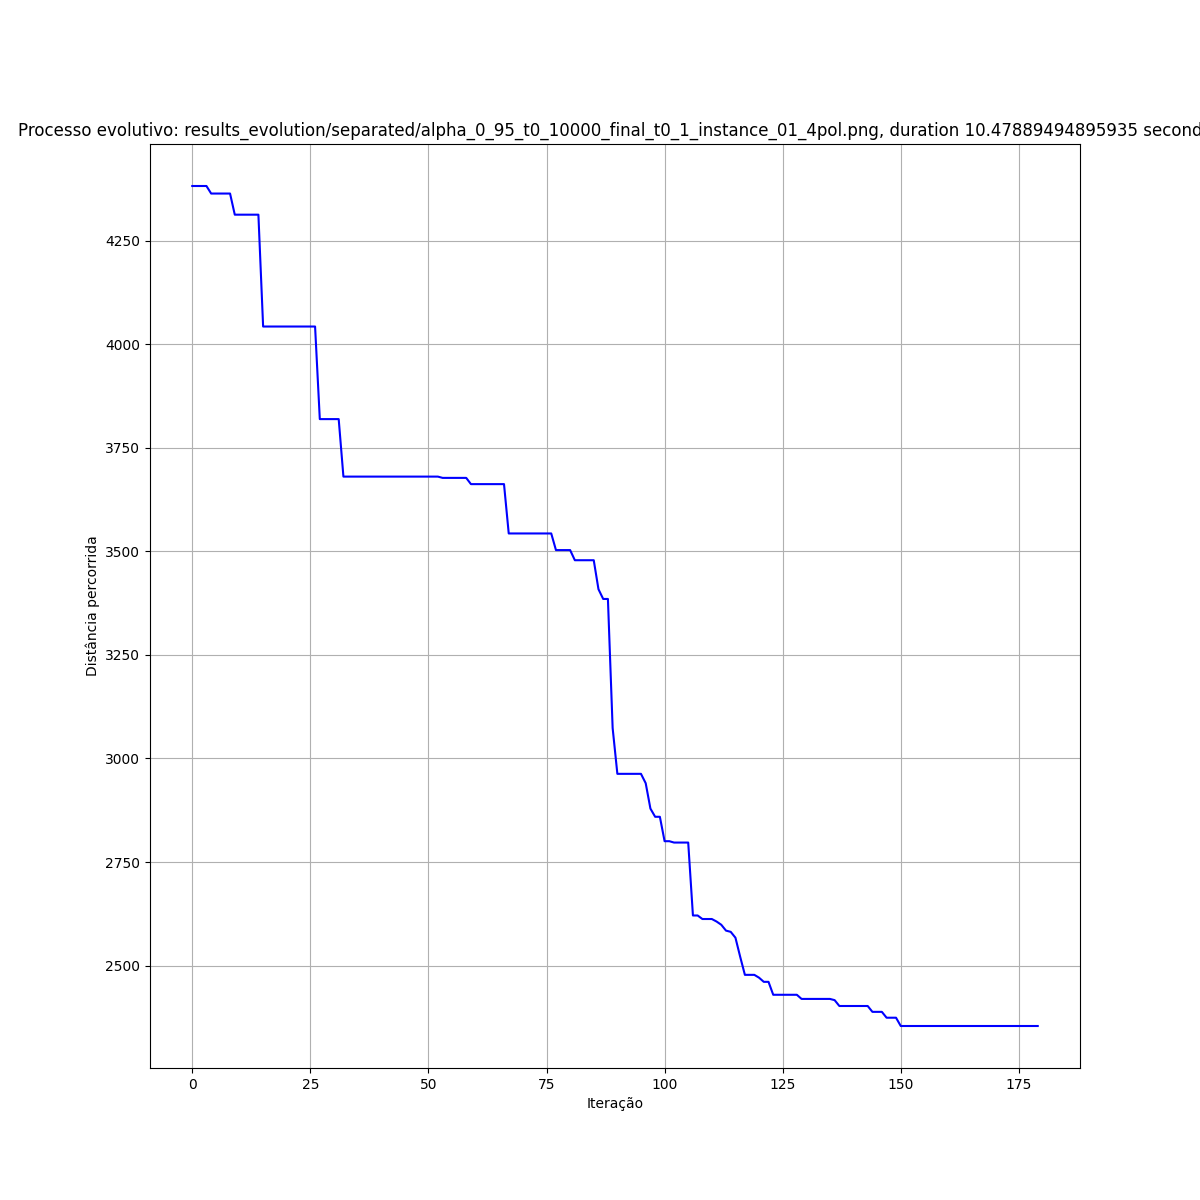 Processo evolutivo: results_evolution/separated/alpha_0_95_t0_10000_final_t0_1_instance_01_4pol.png, duration 10.47889494895935 second
4250
4000
3750
3500
3250
3000
2750
2500
Distância percorrida
0 25 50 75 100 125 150 175
Iteração